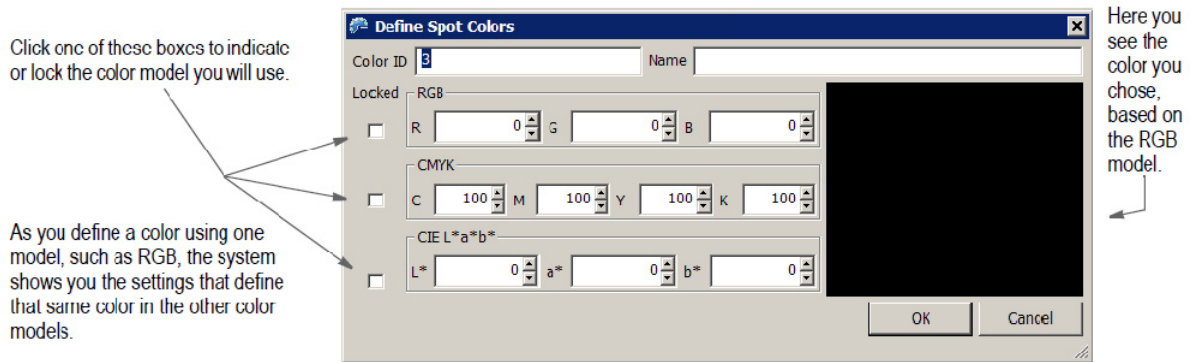 Click one of these boxes to indicate
or lock the color model you will use.
As you define a color using one
model, such as RGB, the system
shows you the settings that define
that same color in the other color
models.
Define Spot Colors
Color ID 3 Name
Locked RGB
R 0 G 0 B 0
CMYK
C 100 M 100 Y 100 K 100
CIE L*a*b*
L* 0 a* 0 b* 0
OK Cancel
Here you
see the
color you
chose,
based on
the RGB
model.